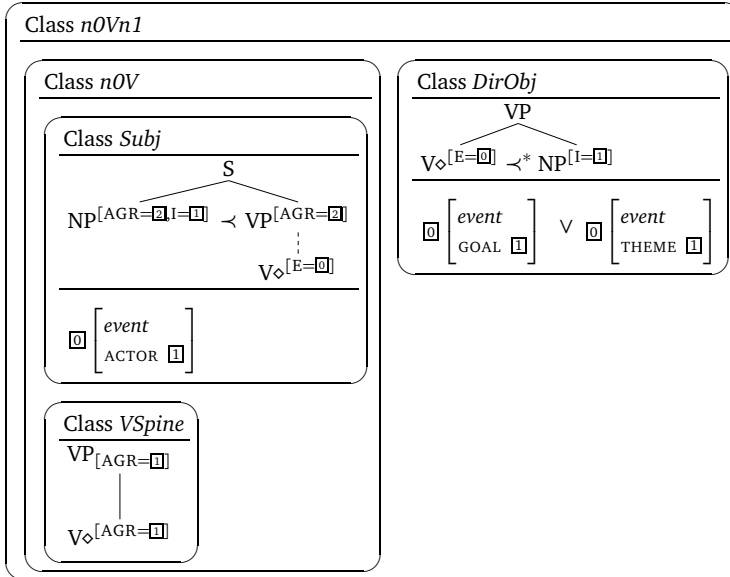 Class n0Vn1
Class n0V
Class Subj
S
NP[AGR=2,I=1] ≺ VP[AGR=2]
V⋄[E=0]
0 [event
ACTOR 1]
Class VSpine
VP[AGR=1]
V⋄[AGR=1]
Class DirObj
VP
V⋄[E=0] ≺* NP[I=1]
0 [event ∨ 0 [event
GOAL 1] THEME 1]